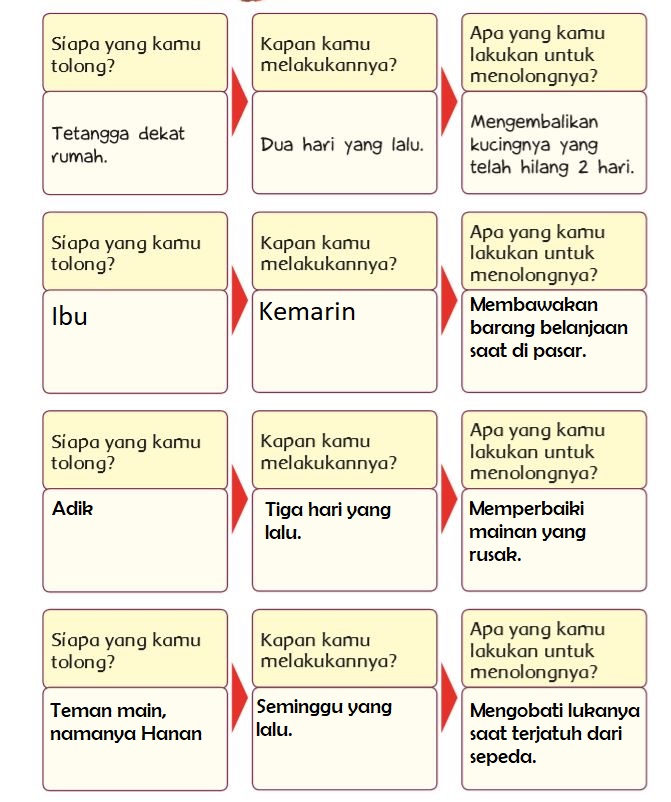 Siapa yang kamu
tolong?
Kapan kamu
melakukannya?
Apa yang kamu
lakukan untuk
menolongnya?
Tetangga dekat
rumah.
Dua hari yang lalu.
Mengembalikan
kucingnya yang
telah hilang 2 hari.
Siapa yang kamu
tolong?
Kapan kamu
melakukannya?
Apa yang kamu
lakukan untuk
menolongnya?
Ibu
Kemarin
Membawakan
barang belanjaan
saat di pasar.
Siapa yang kamu
tolong?
Kapan kamu
melakukannya?
Apa yang kamu
lakukan untuk
menolongnya?
Adik
Tiga hari yang
lalu.
Memperbaiki
mainan yang
rusak.
Siapa yang kamu
tolong?
Kapan kamu
melakukannya?
Apa yang kamu
lakukan untuk
menolongnya?
Teman main,
namanya Hanan
Seminggu yang
lalu.
Mengobati lukanya
saat terjatuh dari
sepeda.